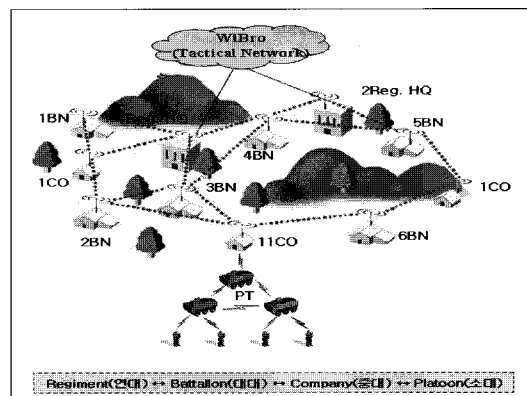 WiBro
(Tactical Network)
2Reg. HQ
1BN
5BN
4BN
1CO
3BN
1CO
2BN
11CO
6BN
PT
Regiment(연대) ↔ Battalion(대대) ↔ Company(중대) ↔ Platoon(소대)